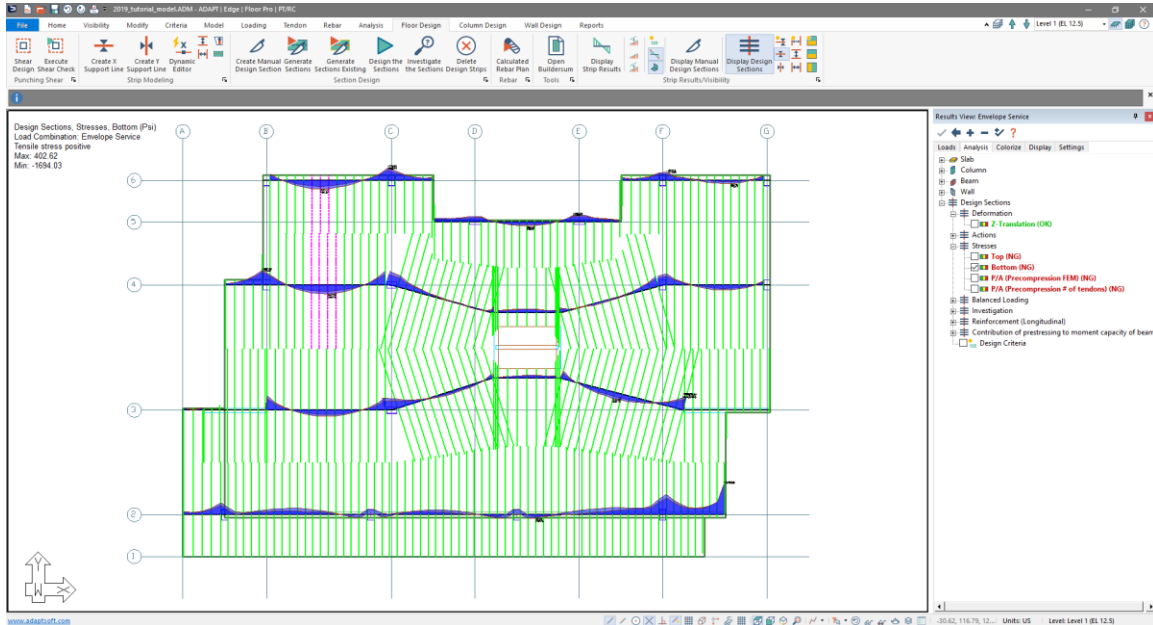 2019_tutorial_model.ADM - ADAPT | Edge | Floor Pro | PT/RC
File Home Visibility Modify Criteria Model Loading Tendon Rebar Analysis Floor Design Column Design Wall Design Reports
Level 1 (EL 12.5)
Shear Design
Execute Shear Check
Create X Support Line
Create Y Support Line
Dynamic Editor
Create Manual Design Section
Generate Sections
Generate Sections Existing
Design the Sections
Investigate the Sections
Delete Design Strips
Calculated Rebar Plan
Open Buildersum
Display Strip Results
Display Manual Design Sections
Display Design Sections
Punching Shear
Strip Modeling
Section Design
Rebar
Tools
Strip Results/Visibility
Design Sections, Stresses, Bottom (Psi)
Load Combination: Envelope Service
Tensile stress positive
Max: 402.62
Min: -1694.03
A B C D E F G
6
5
4
3
2
1
Y
W X
Results View: Envelope Service
Loads Analysis Colorize Display Settings
Slab
Column
Beam
Wall
Design Sections
Deformation
Z-Translation (OK)
Actions
Stresses
Top (NG)
Bottom (NG)
P/A (Precompression FEM) (NG)
P/A (Precompression # of tendons) (NG)
Balanced Loading
Investigation
Reinforcement (Longitudinal)
Contribution of prestressing to moment capacity of beam
Design Criteria
www.adaptsoft.com
-30.62, 116.79, 12... Units: US Level: Level 1 (EL 12.5)